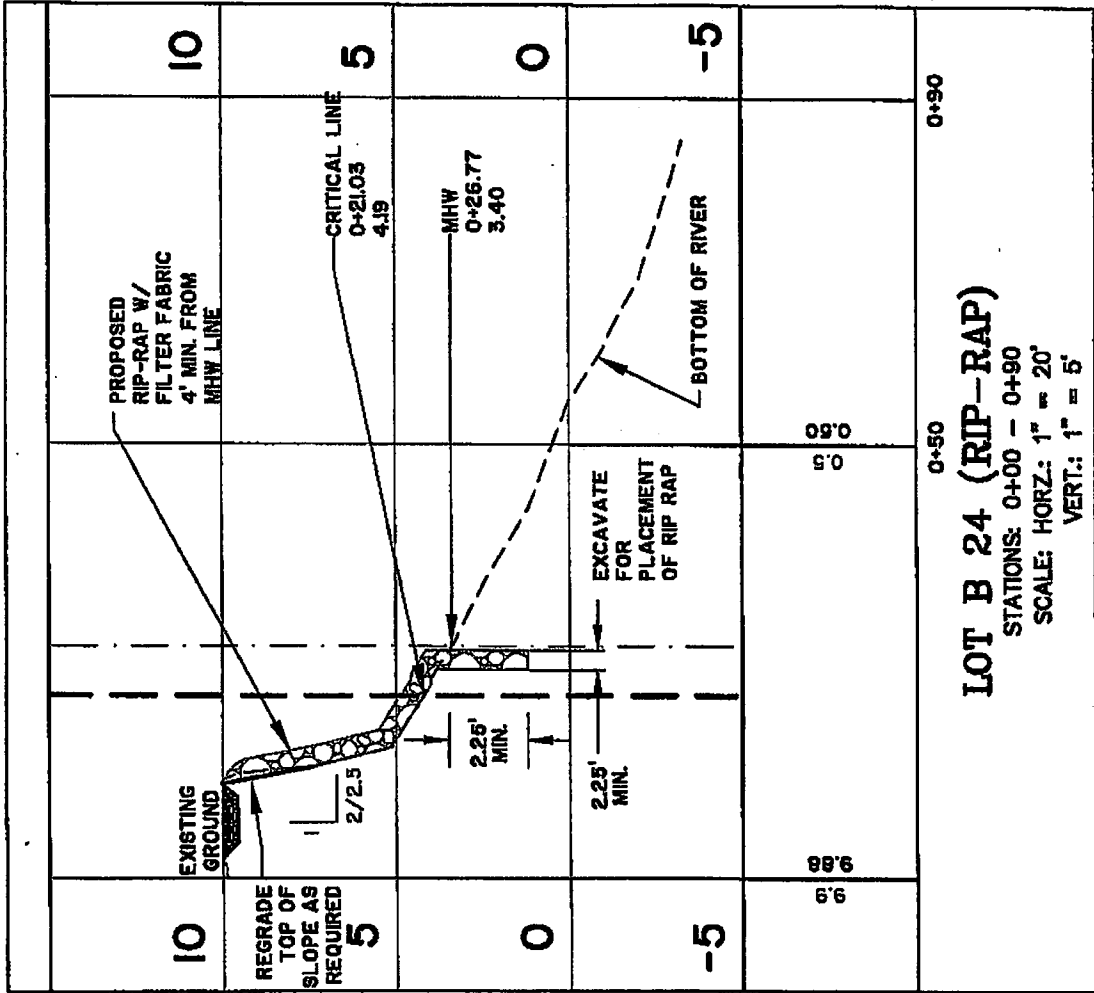 10
10
PROPOSED
RIP-RAP W/
FILTER FABRIC
4' MIN. FROM
MHW LINE
EXISTING
GROUND
REGRADE
TOP OF
SLOPE AS
REQUIRED
1
2/2.5
CRITICAL LINE
0+21.03
4.19
5
5
MHW
0+26.77
3.40
2.25'
MIN.
0
0
2.25'
MIN.
EXCAVATE
FOR
PLACEMENT
OF RIP RAP
BOTTOM OF RIVER
-5
-5
9.88
9.9
0.50
0.5
0+50
0+90
LOT B 24 (RIP-RAP)
STATIONS: 0+00 - 0+90
SCALE: HORZ.: 1" = 20'
VERT.: 1" = 5'